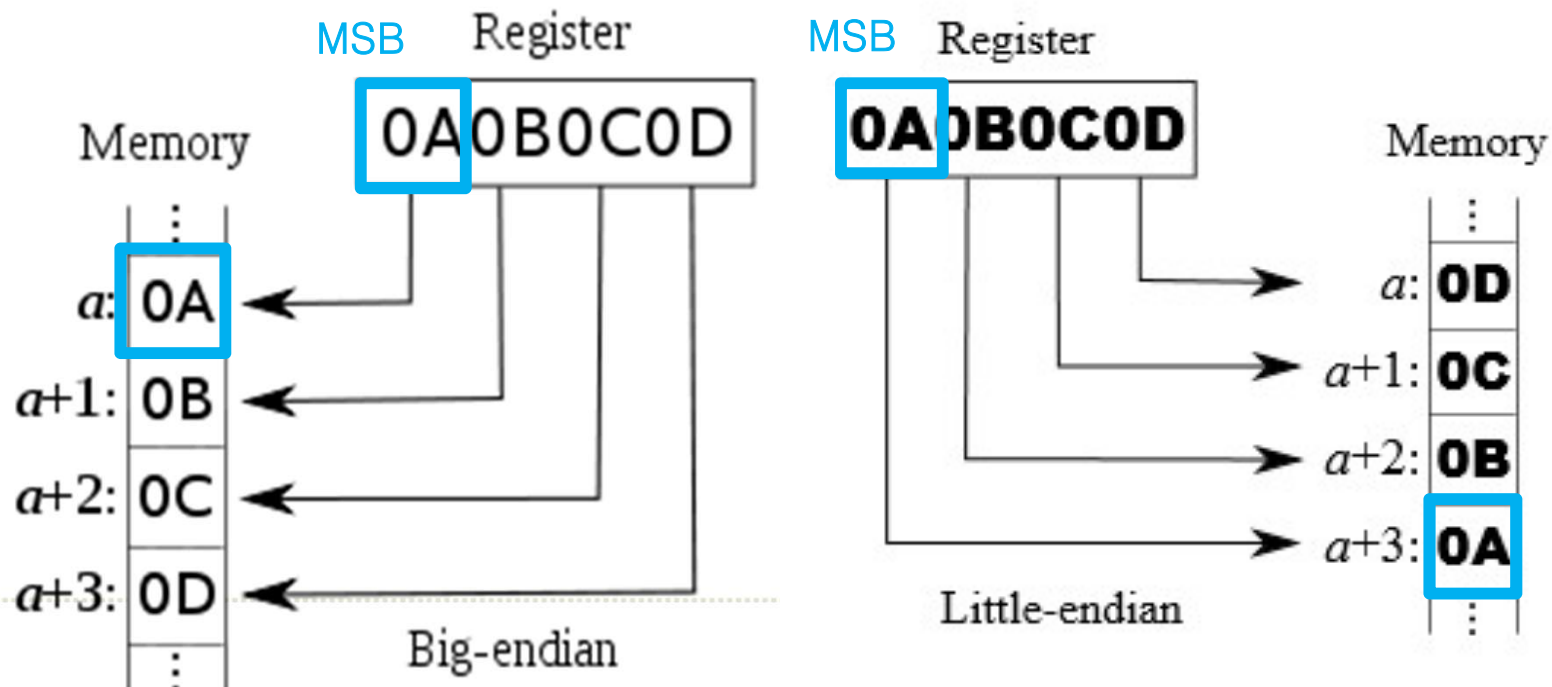 MSB
Register
0A0B0C0D
Memory
⋮
a: 0A
a+1: 0B
a+2: 0C
a+3: 0D
⋮
Big-endian
MSB
Register
0A0B0C0D
Memory
⋮
a: 0D
a+1: 0C
a+2: 0B
a+3: 0A
⋮
Little-endian